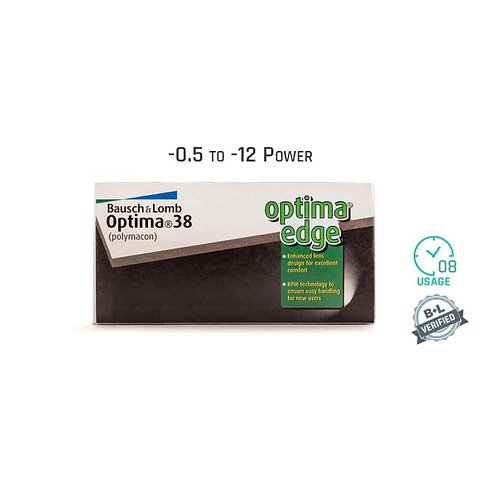 -0.5 TO -12 POWER
Bausch & Lomb
Optima®38
(polymacon)
optima®
edge
Enhanced lens
design for excellent
comfort
RPIII technology to
ensure easy handling
for new users
08
USAGE
B+L
VERIFIED